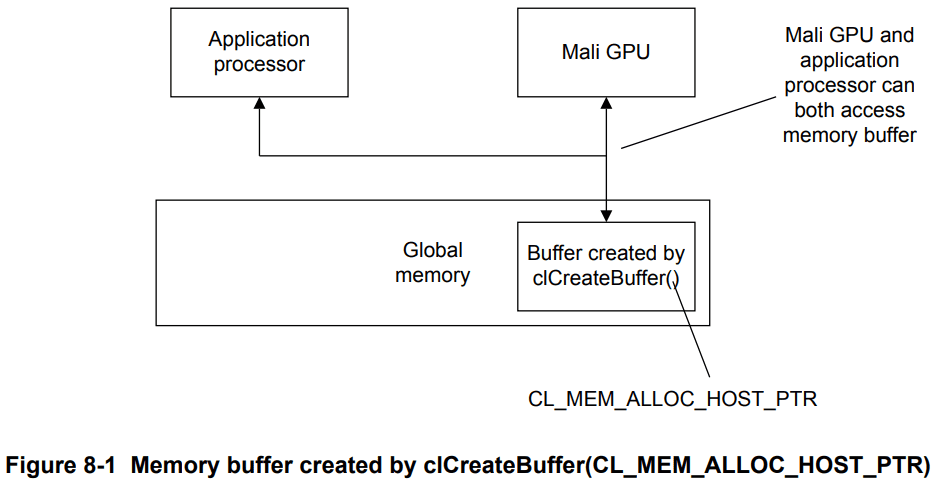 Application
processor
Mali GPU
Mali GPU and
application
processor can
both access
memory buffer
Global
memory
Buffer created by
clCreateBuffer()
CL_MEM_ALLOC_HOST_PTR
Figure 8-1 Memory buffer created by clCreateBuffer(CL_MEM_ALLOC_HOST_PTR)